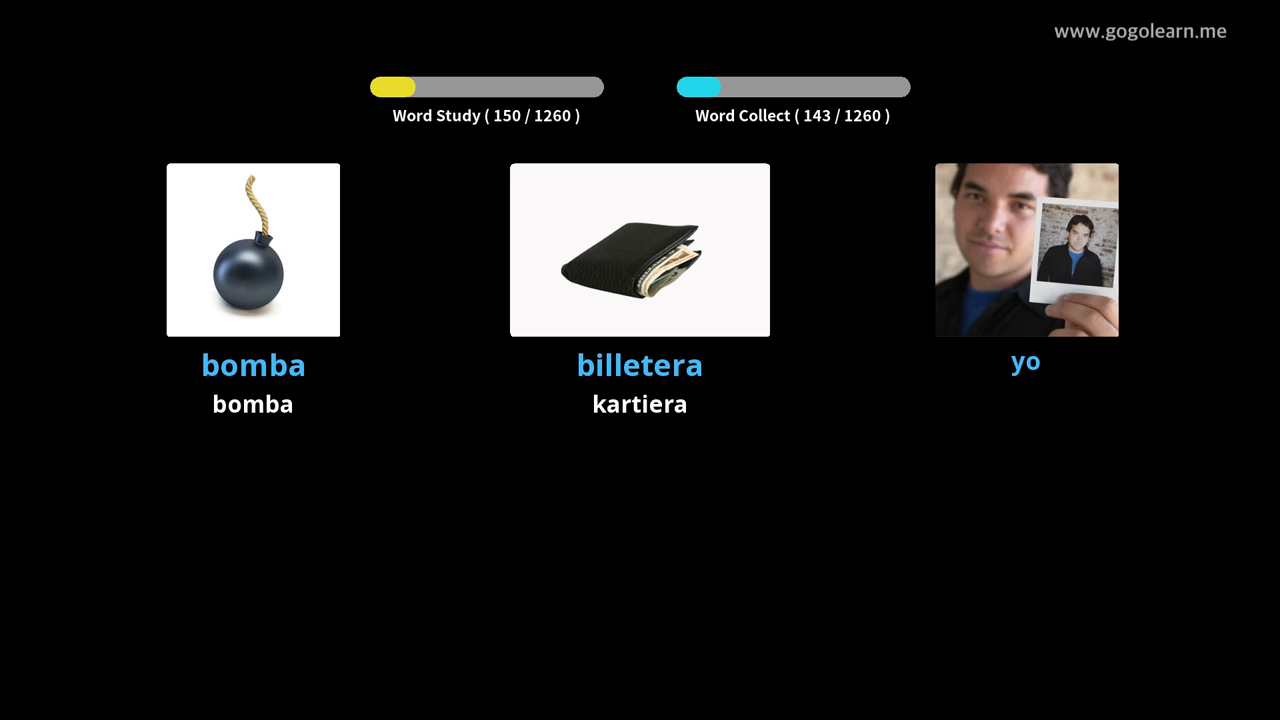 www.gogolearn.me
Word Study ( 150 / 1260 )
Word Collect ( 143 / 1260 )
bomba
bomba
billetera
kartiera
yo